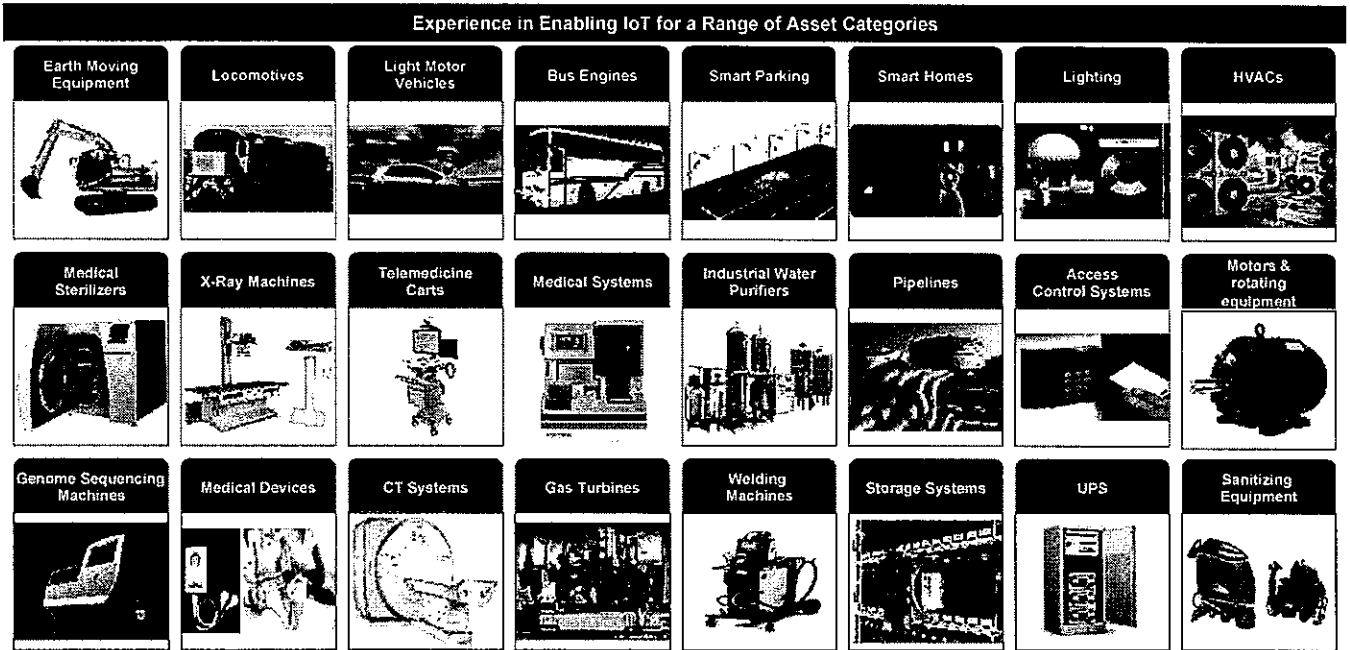 Experience in Enabling IoT for a Range of Asset Categories
Earth Moving
Equipment
Locomotives
Light Motor
Vehicles
Bus Engines
Smart Parking
Smart Homes
Lighting
HVACs
Medical
Sterilizers
X-Ray Machines
Telemedicine
Carts
Medical Systems
Industrial Water
Purifiers
Pipelines
Access
Control Systems
Motors &
rotating
equipment
Genome Sequencing
Machines
Medical Devices
CT Systems
Gas Turbines
Welding
Machines
Storage Systems
UPS
Sanitizing
Equipment